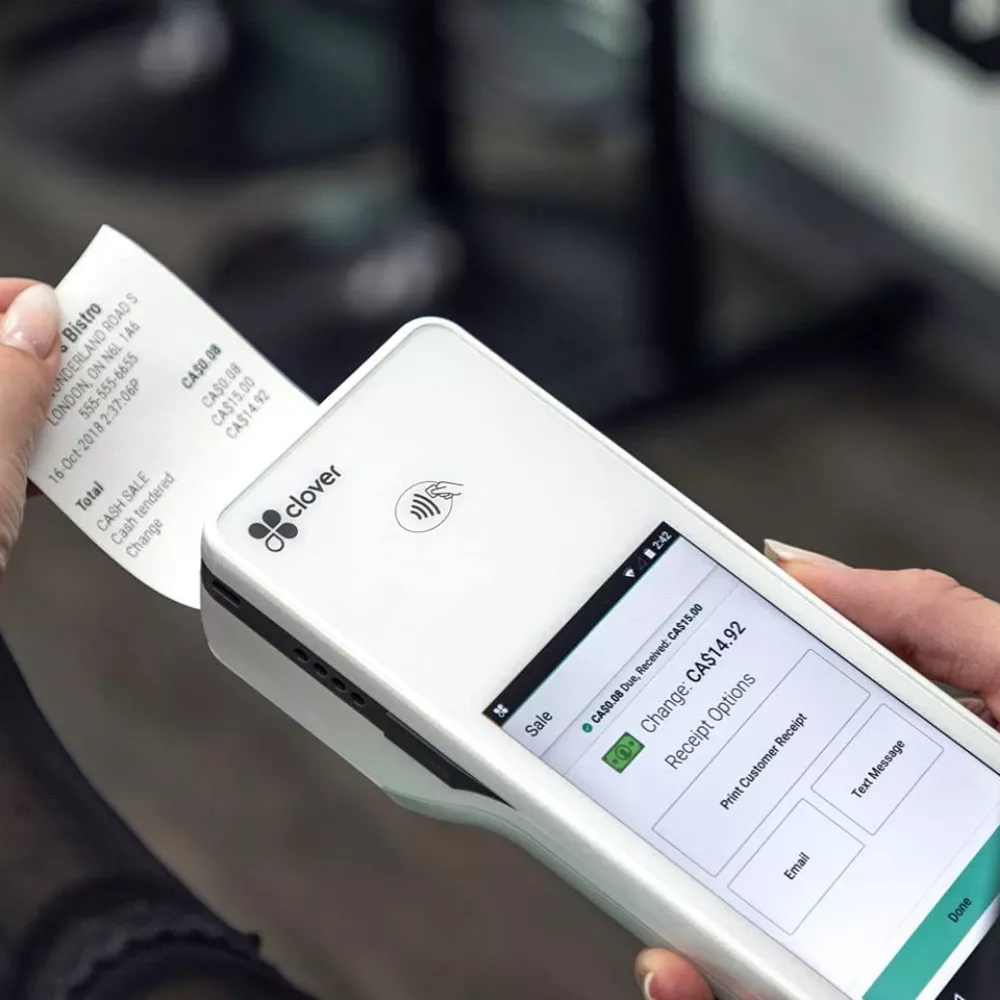 s Bistro
UNDERLAND ROAD S
LONDON, ON N6L 1A6
555-555-6655
16-Oct-2018 2:37:06P
Total CA$0.08
CASH SALE CA$0.08
Cash tendered CA$15.00
Change CA$14.92
clover
2:42
Sale
CA$0.08 Due, Received: CA$15.00
Change: CA$14.92
Receipt Options
Print Customer Receipt
Email
Text Message
Done